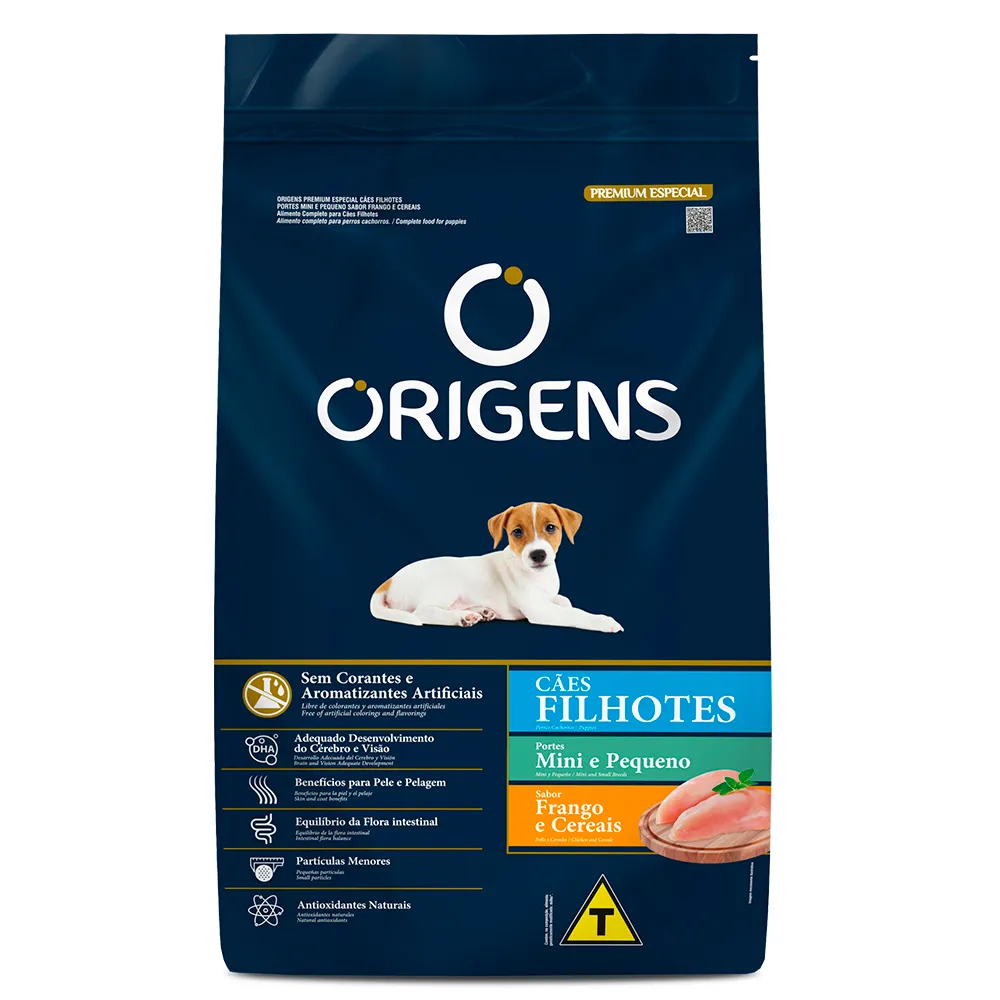 ORIGENS PREMIUM ESPECIAL CÃES FILHOTES
PORTES MINI E PEQUENO SABOR FRANGO E CEREAIS
Alimento Completo para Cães Filhotes
Alimento completo para perros cachorros. / Complete food for puppies
PREMIUM ESPECIAL
ORIGENS
Sem Corantes e
Aromatizantes Artificiais
Libre de colorantes y aromatizantes artificiales
Free of artificial colorings and flavorings
DHA
Adequado Desenvolvimento
do Cérebro e Visão
Desarrollo Adecuado del Cerebro y Visión
Brain and Vision Adequate Development
Benefícios para Pele e Pelagem
Beneficios para la piel y el pelaje
Skin and coat benefits
Equilíbrio da Flora intestinal
Equilibrio de la flora intestinal
Intestinal flora balance
Partículas Menores
Pequeñas partículas
Small particles
Antioxidantes Naturais
Antioxidantes naturales
Natural antioxidants
CÃES
FILHOTES
Perros Cachorros / Puppies
Portes
Mini e Pequeno
Mini y Pequeño / Mini and Small Breeds
Sabor
Frango
e Cereais
Pollo y Cereales / Chicken and Cereals
T